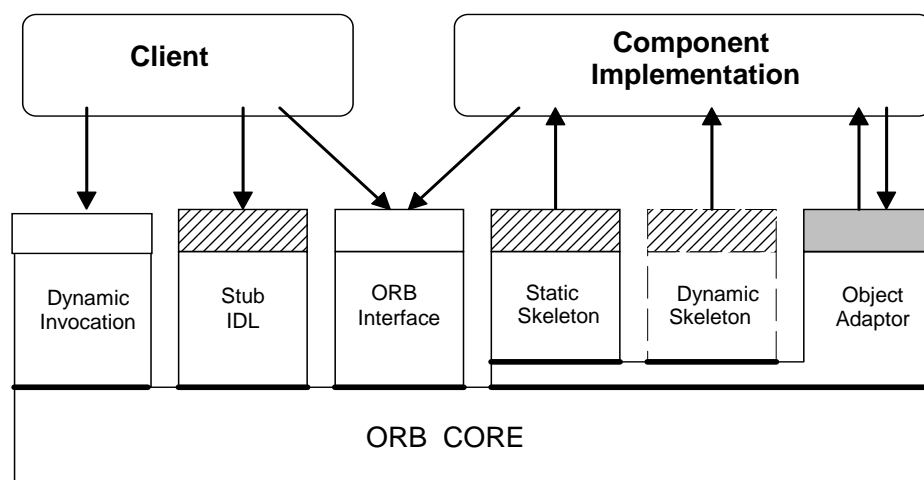 Client
Component
Implementation
Dynamic
Invocation
Stub
IDL
ORB
Interface
Static
Skeleton
Dynamic
Skeleton
Object
Adaptor
ORB CORE